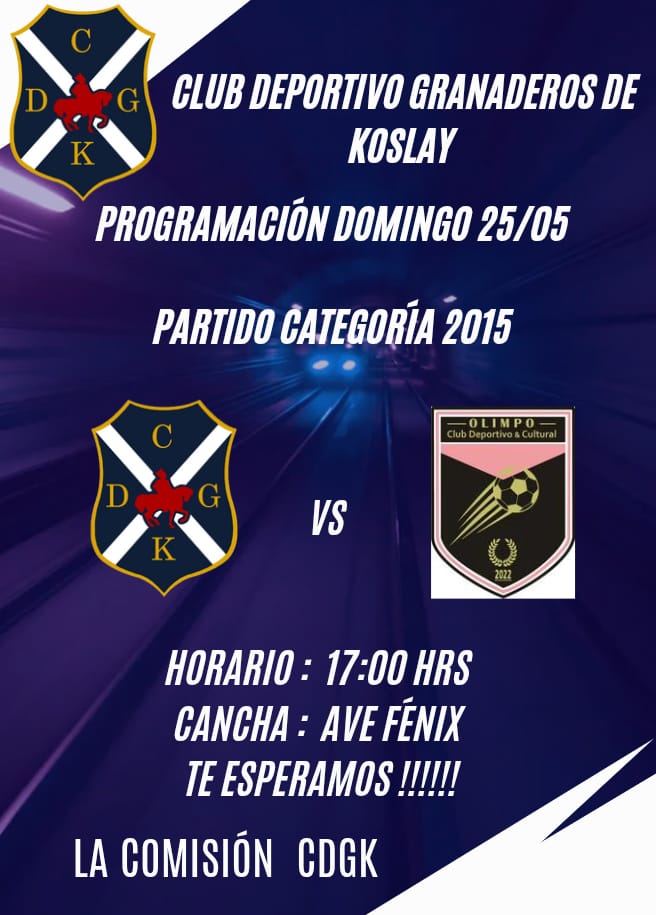 C
D G
K
CLUB DEPORTIVO GRANADEROS DE
KOSLAY
PROGRAMACIÓN DOMINGO 25/05
PARTIDO CATEGORÍA 2015
C
D G
K
VS
OLIMPO
Club Deportivo & Cultural
2022
HORARIO : 17:00 HRS
CANCHA : AVE FÉNIX
TE ESPERAMOS !!!!!!
LA COMISIÓN CDGK